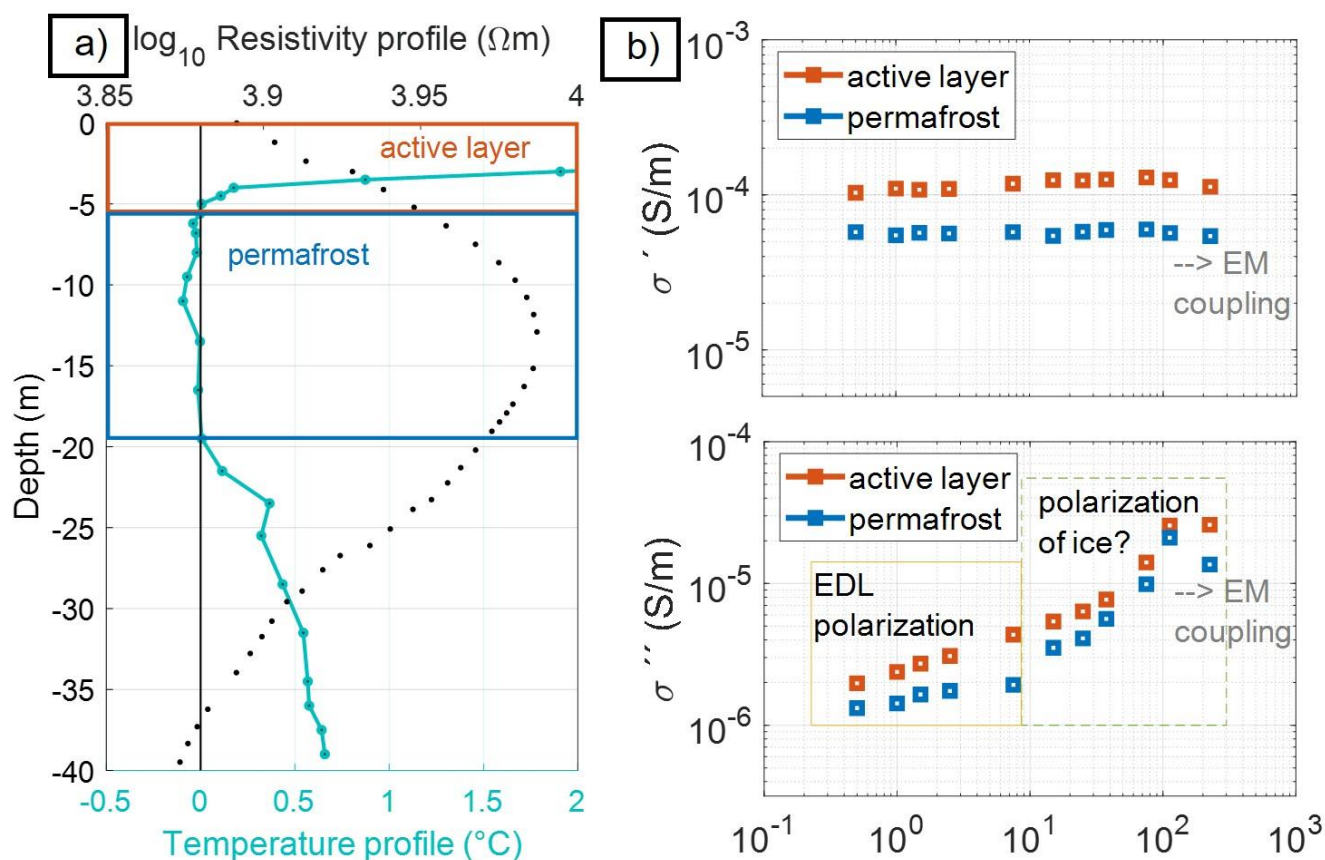 a)
log10 Resistivity profile (Ωm)
3.85 3.9 3.95 4
0
-5
-10
-15
-20
-25
-30
-35
-40
Depth (m)
active layer
permafrost
-0.5 0 0.5 1 1.5 2
Temperature profile (°C)
b)
10-3
10-4
10-5
σ ′ (S/m)
active layer
permafrost
--> EM
coupling
10-4
10-5
10-6
σ ′′ (S/m)
active layer
permafrost
EDL
polarization
polarization
of ice?
--> EM
coupling
10-1 100 101 102 103